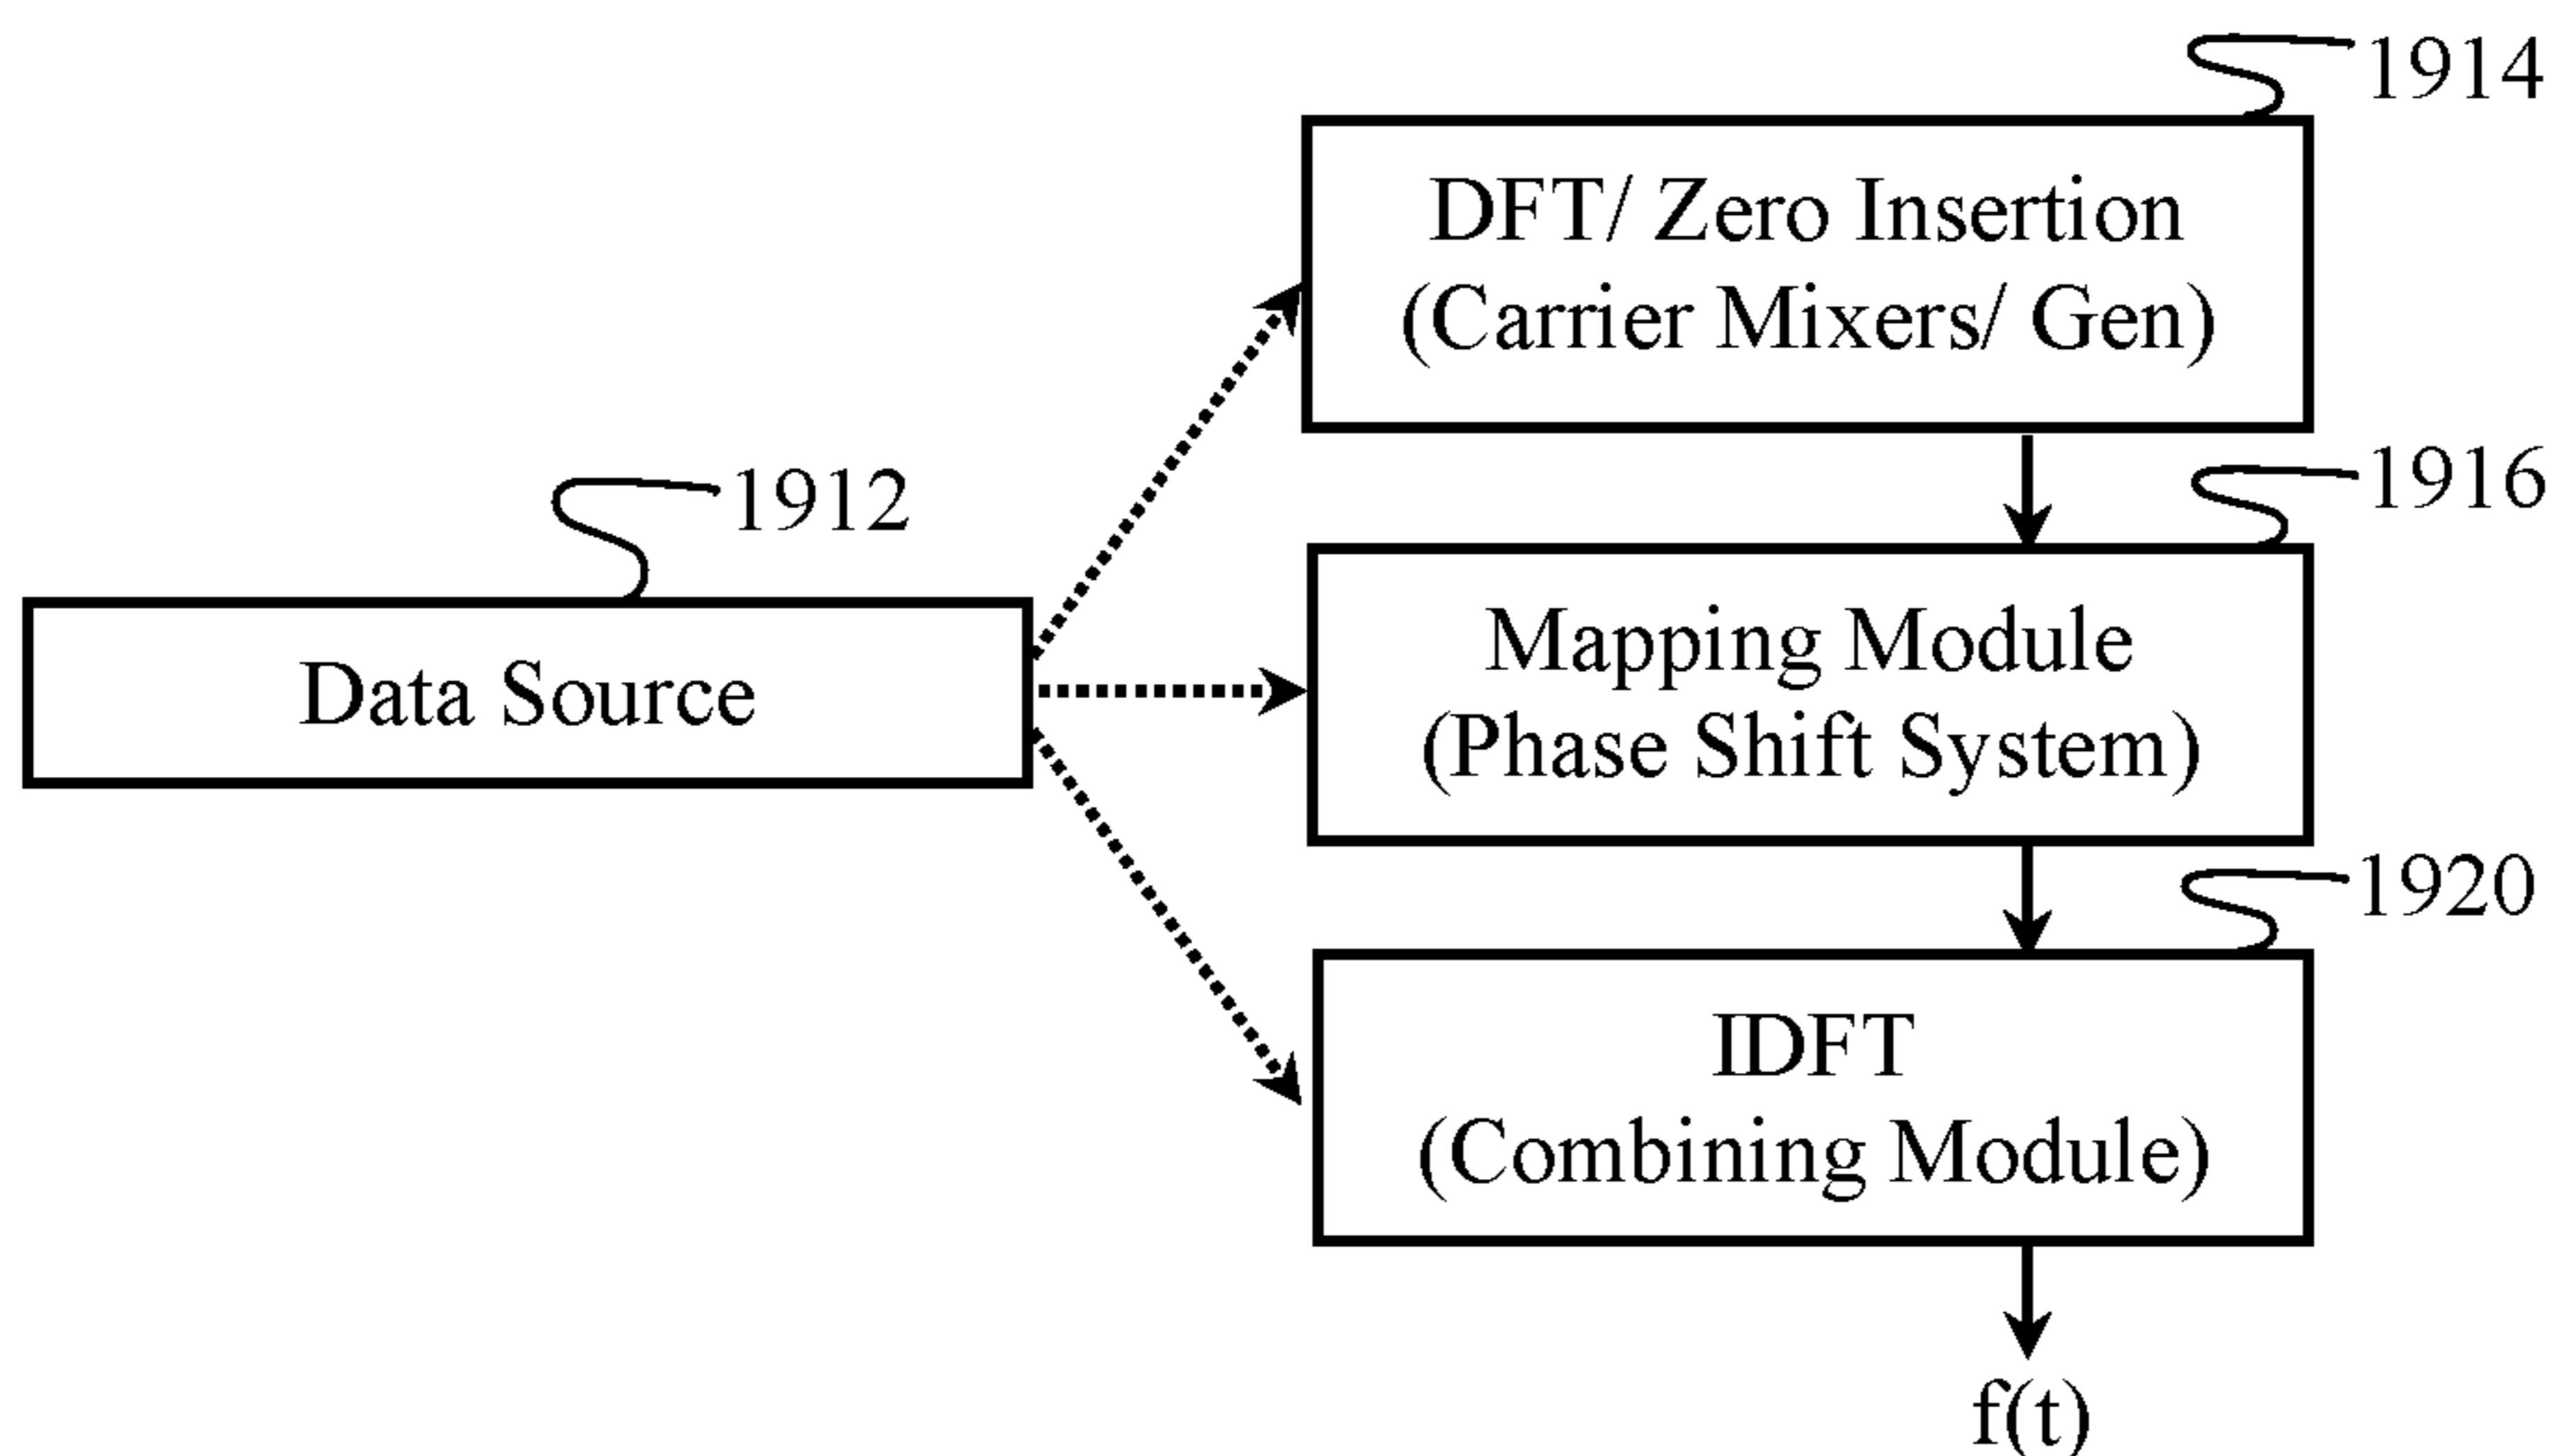 1914
DFT/ Zero Insertion
(Carrier Mixers/ Gen)
1912
Data Source
1916
Mapping Module
(Phase Shift System)
1920
IDFT
(Combining Module)
f(t)